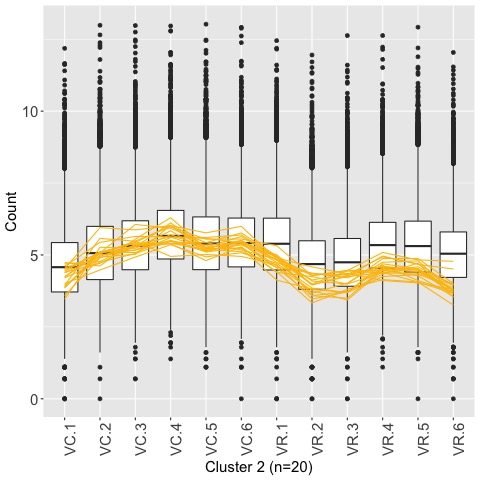 Count
10
5
0
VC.1
VC.2
VC.3
VC.4
VC.5
VC.6
VR.1
VR.2
VR.3
VR.4
VR.5
VR.6
Cluster 2 (n=20)